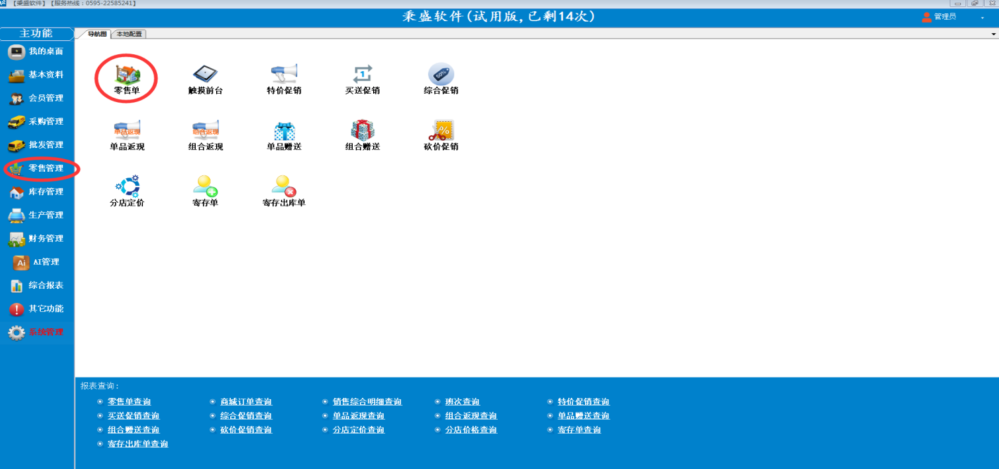 【秉盛软件】【服务热线：0595-22585241】
秉盛软件(试用版,已剩14次)
管理员
主功能
导航图 本地配置
我的桌面
基本资料
会员管理
采购管理
批发管理
零售管理
库存管理
生产管理
财务管理
Ai AI管理
综合报表
其它功能
系统管理
零售单 触摸前台 特价促销 1 买送促销 50% 综合促销
单品返现 组合返现 % 
单品返现 组合返现 单品赠送 组合赠送 砍价促销
分店定价 寄存单 寄存出库单
报表查询:
零售单查询 商城订单查询 销售综合明细查询 班次查询 特价促销查询
买送促销查询 综合促销查询 单品返现查询 组合返现查询 单品赠送查询
组合赠送查询 砍价促销查询 分店定价查询 分店价格查询 寄存单查询
寄存出库单查询